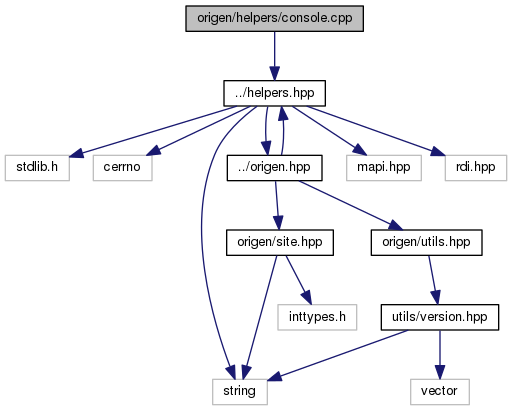 origen/helpers/console.cpp
../helpers.hpp
stdlib.h
cerrno
../origen.hpp
mapi.hpp
rdi.hpp
origen/site.hpp
origen/utils.hpp
inttypes.h
utils/version.hpp
string
vector